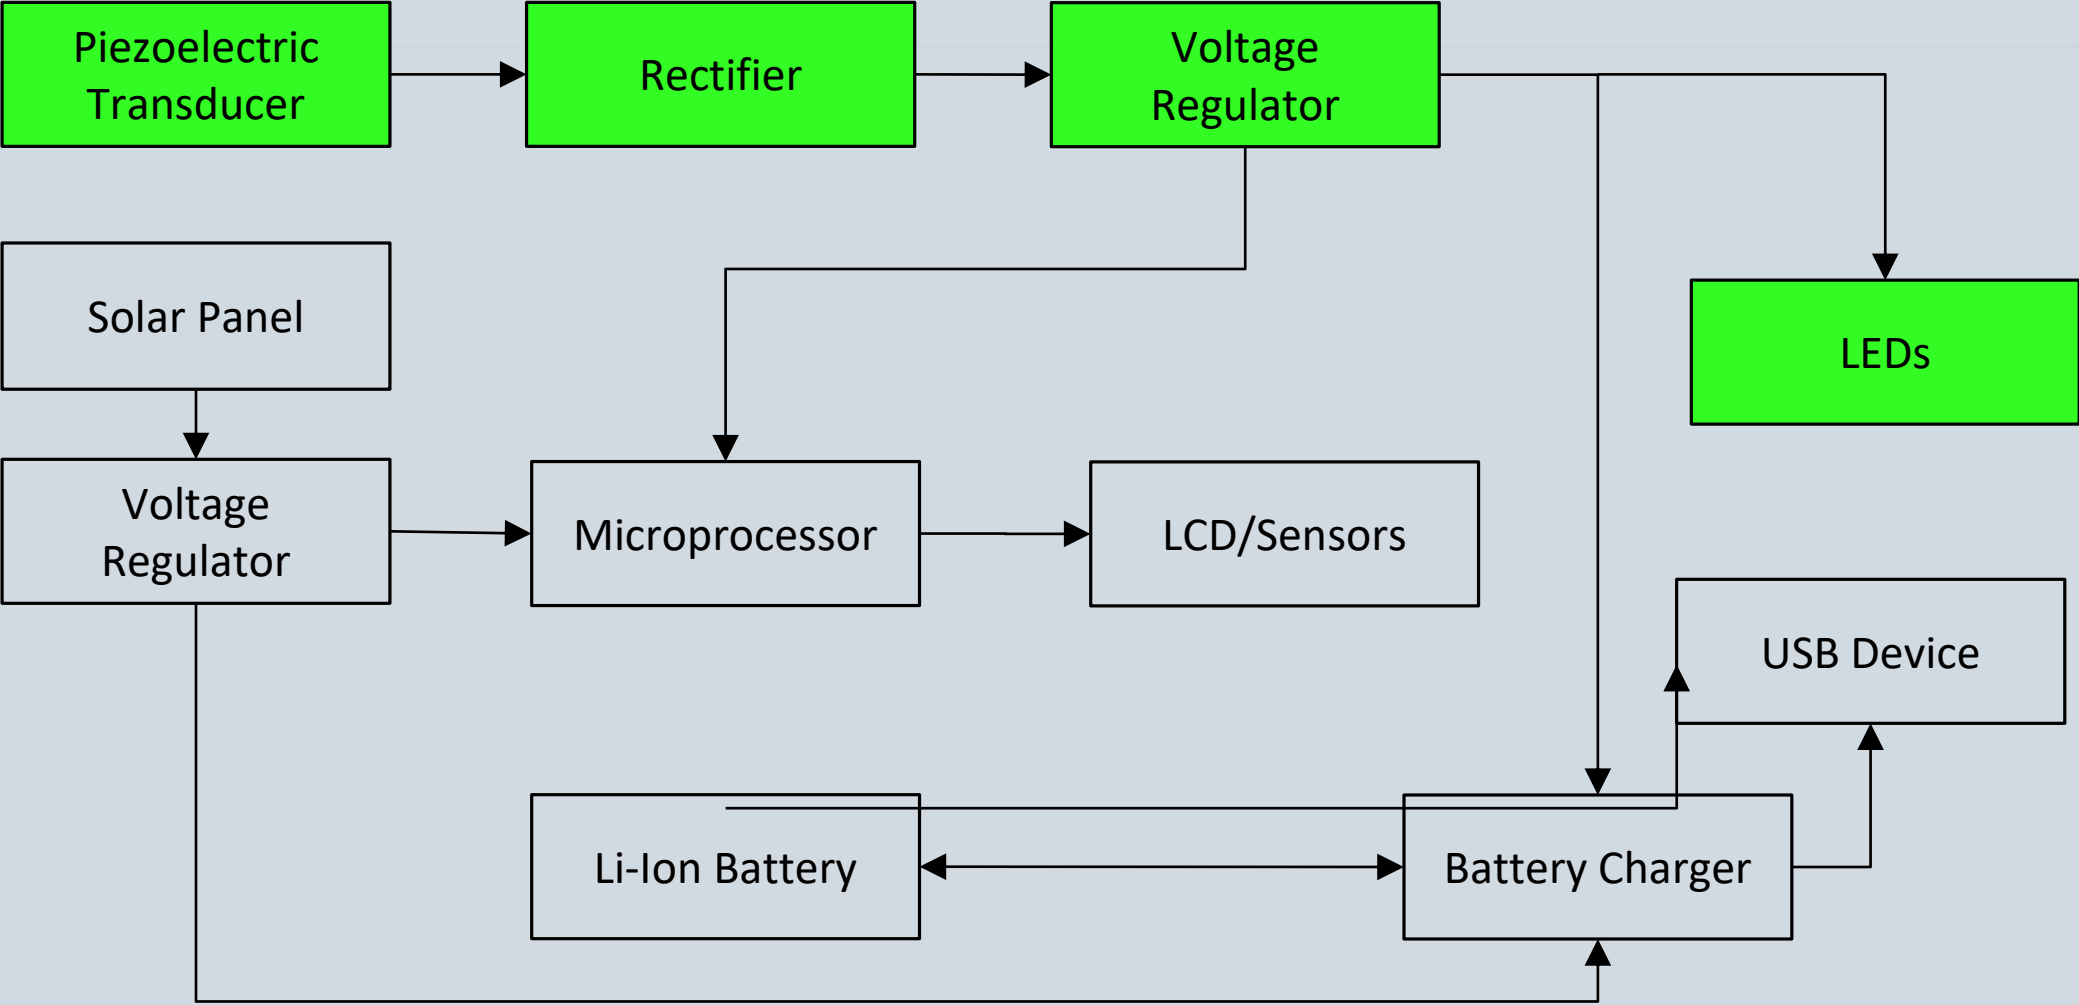 Piezoelectric
Transducer
Rectifier
Voltage
Regulator
Solar Panel
LEDs
Voltage
Regulator
Microprocessor
LCD/Sensors
USB Device
Li-Ion Battery
Battery Charger